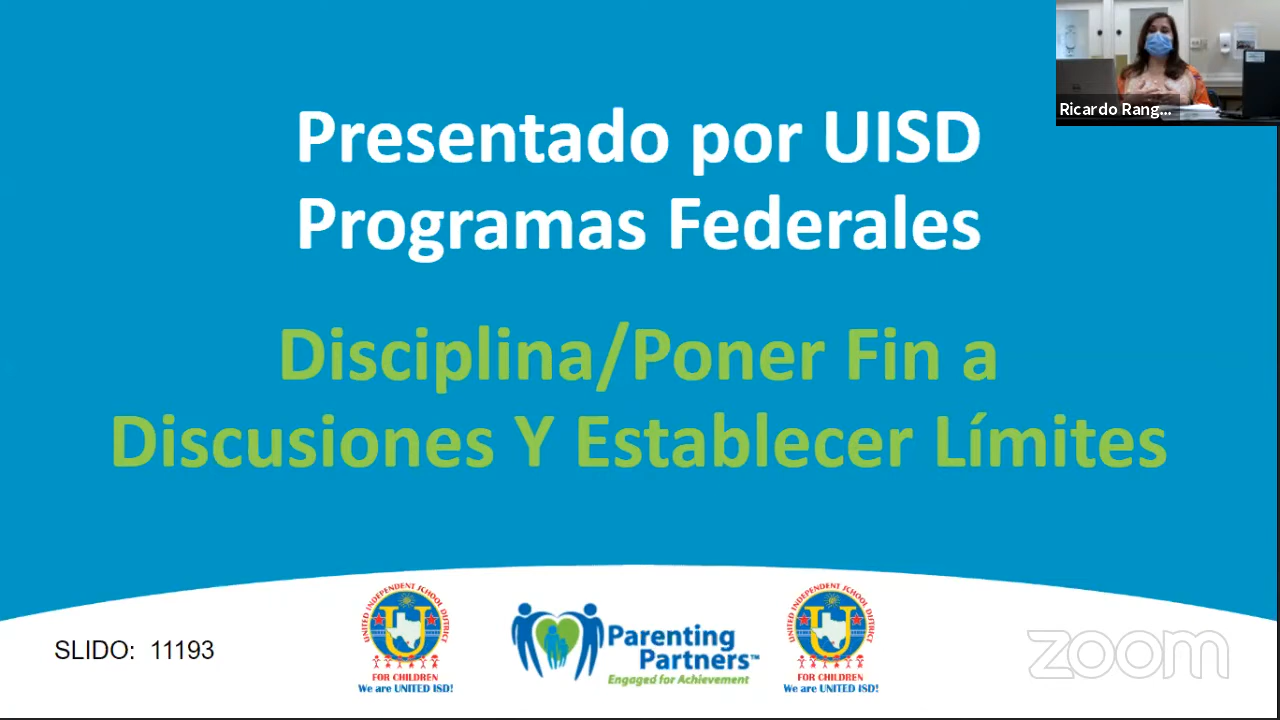 Ricardo Rang...
Presentado por UISD
Programas Federales
Disciplina/Poner Fin a
Discusiones Y Establecer Límites
SLIDO: 11193
UNITED INDEPENDENT SCHOOL DISTRICT
U
FOR CHILDREN
We are UNITED ISD!
Parenting
Partners™
Engaged for Achievement
UNITED INDEPENDENT SCHOOL DISTRICT
U
FOR CHILDREN
We are UNITED ISD!
zoom